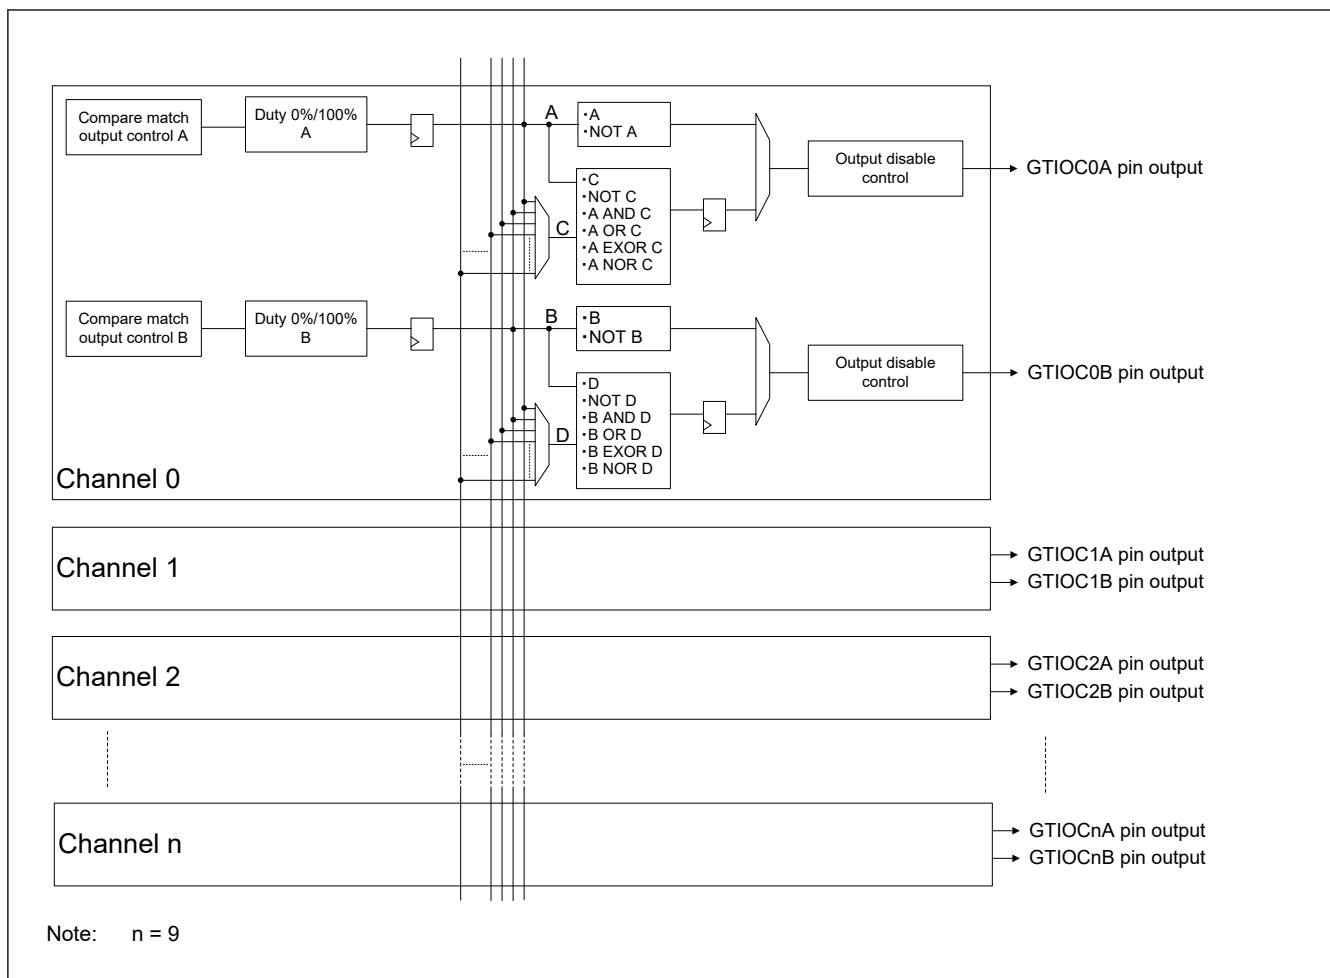 Compare match
output control A
Duty 0%/100%
A
A
・A
・NOT A
・C
・NOT C
・A AND C
・A OR C
・A EXOR C
・A NOR C
C
Output disable
control
GTIOC0A pin output
Compare match
output control B
Duty 0%/100%
B
B
・B
・NOT B
・D
・NOT D
・B AND D
・B OR D
・B EXOR D
・B NOR D
D
Output disable
control
GTIOC0B pin output
Channel 0
Channel 1
GTIOC1A pin output
GTIOC1B pin output
Channel 2
GTIOC2A pin output
GTIOC2B pin output
Channel n
GTIOCnA pin output
GTIOCnB pin output
Note: n = 9